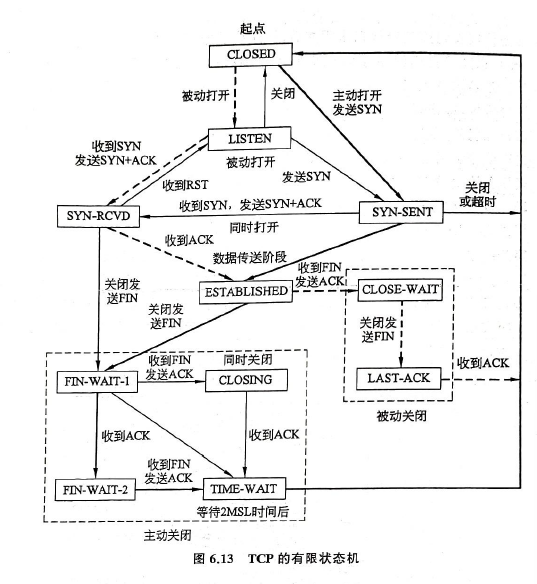 起点
CLOSED
被动打开
关闭
主动打开
发送SYN
LISTEN
被动打开
收到SYN
发送SYN+ACK
收到RST
发送SYN
SYN-RCVD
收到SYN，发送SYN+ACK
同时打开
SYN-SENT
关闭
或超时
收到ACK
数据传送阶段
ESTABLISHED
收到FIN
发送ACK
CLOSE-WAIT
关闭发
送FIN
关闭发
送FIN
关闭发
送FIN
LAST-ACK
收到ACK
被动关闭
FIN-WAIT-1
收到FIN
发送ACK
同时关闭
CLOSING
收到ACK
收到ACK
FIN-WAIT-2
收到FIN
发送ACK
TIME-WAIT
等待2MSL时间后
主动关闭
图 6.13 TCP 的有限状态机